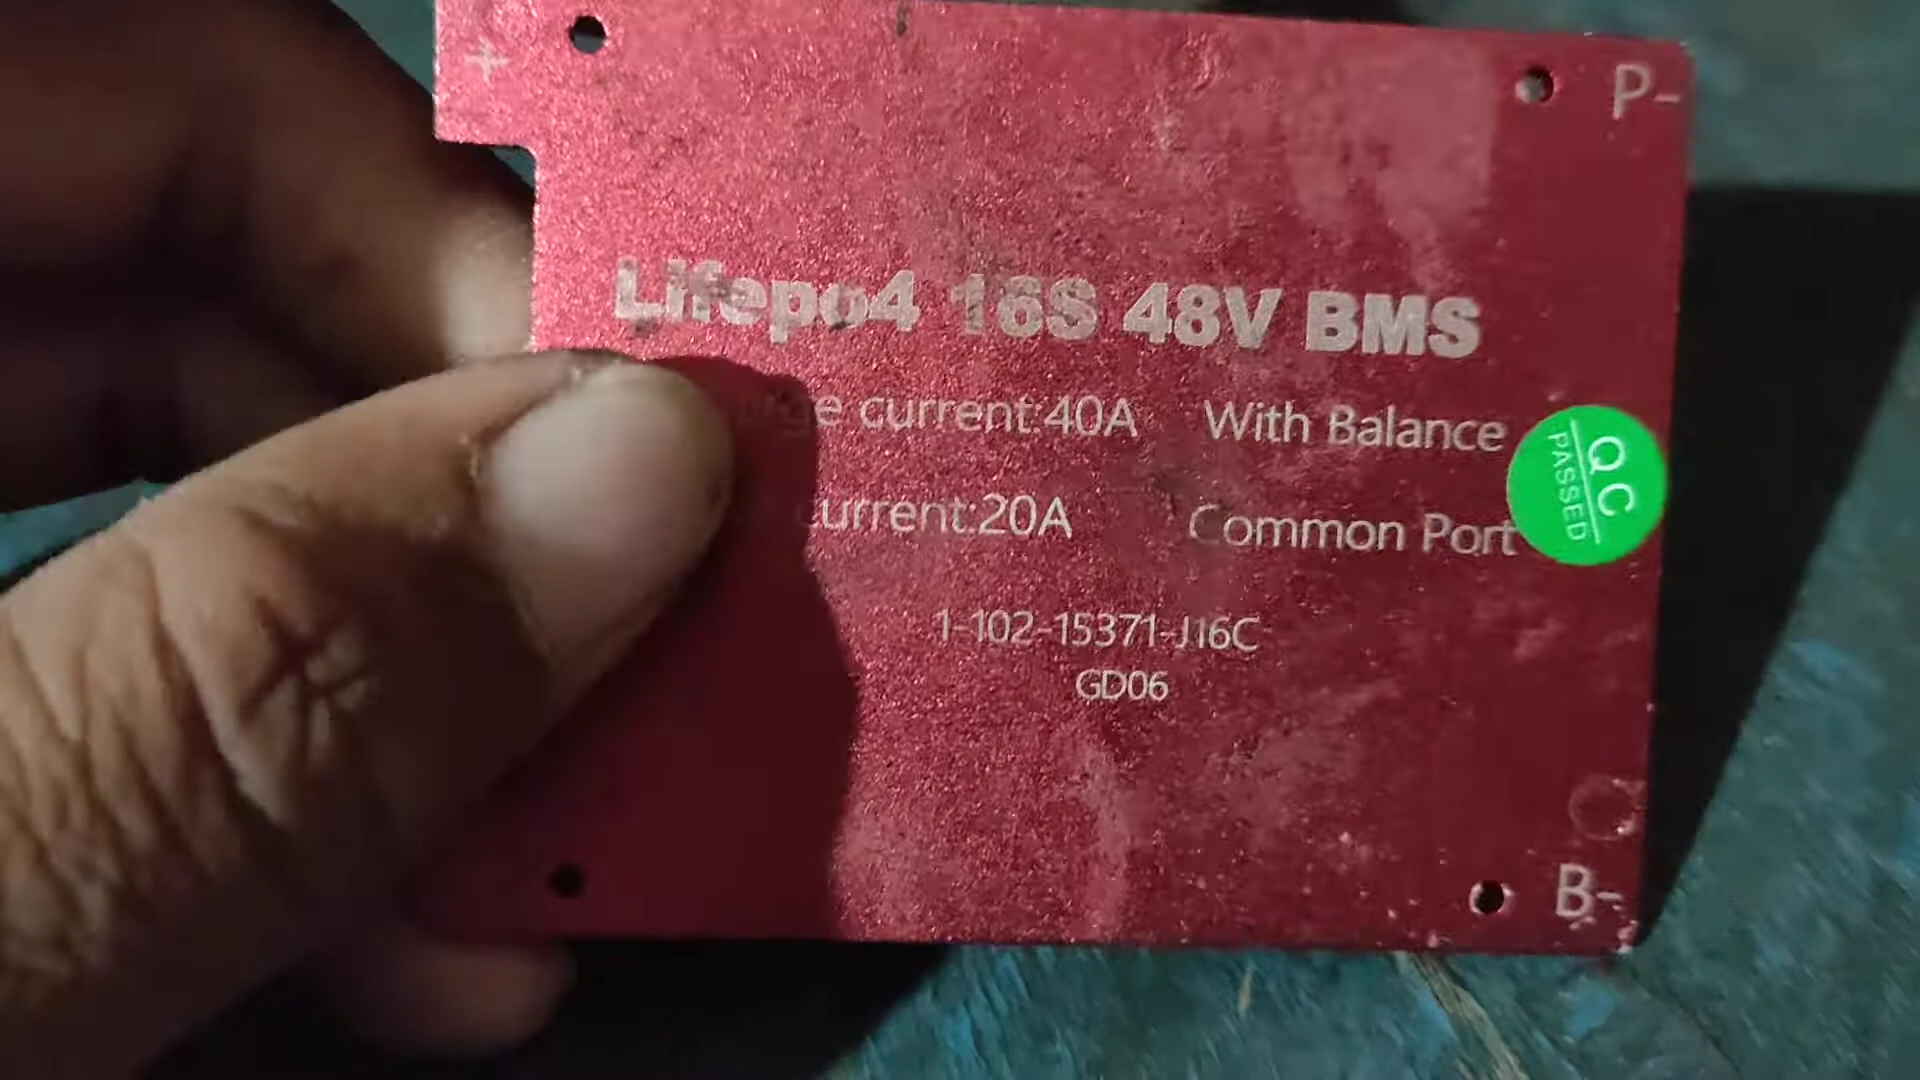 +
P-
Lifepo4 16S 48V BMS
current:40A With Balance
current:20A Common Port
QC
PASSED
1-102-15371-J16C
GD06
B-